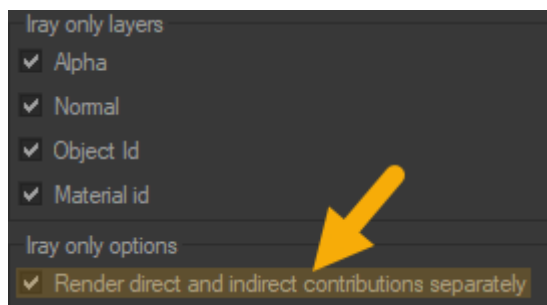 Iray only layers
Alpha
Normal
Object Id
Material id
Iray only options
Render direct and indirect contributions separately